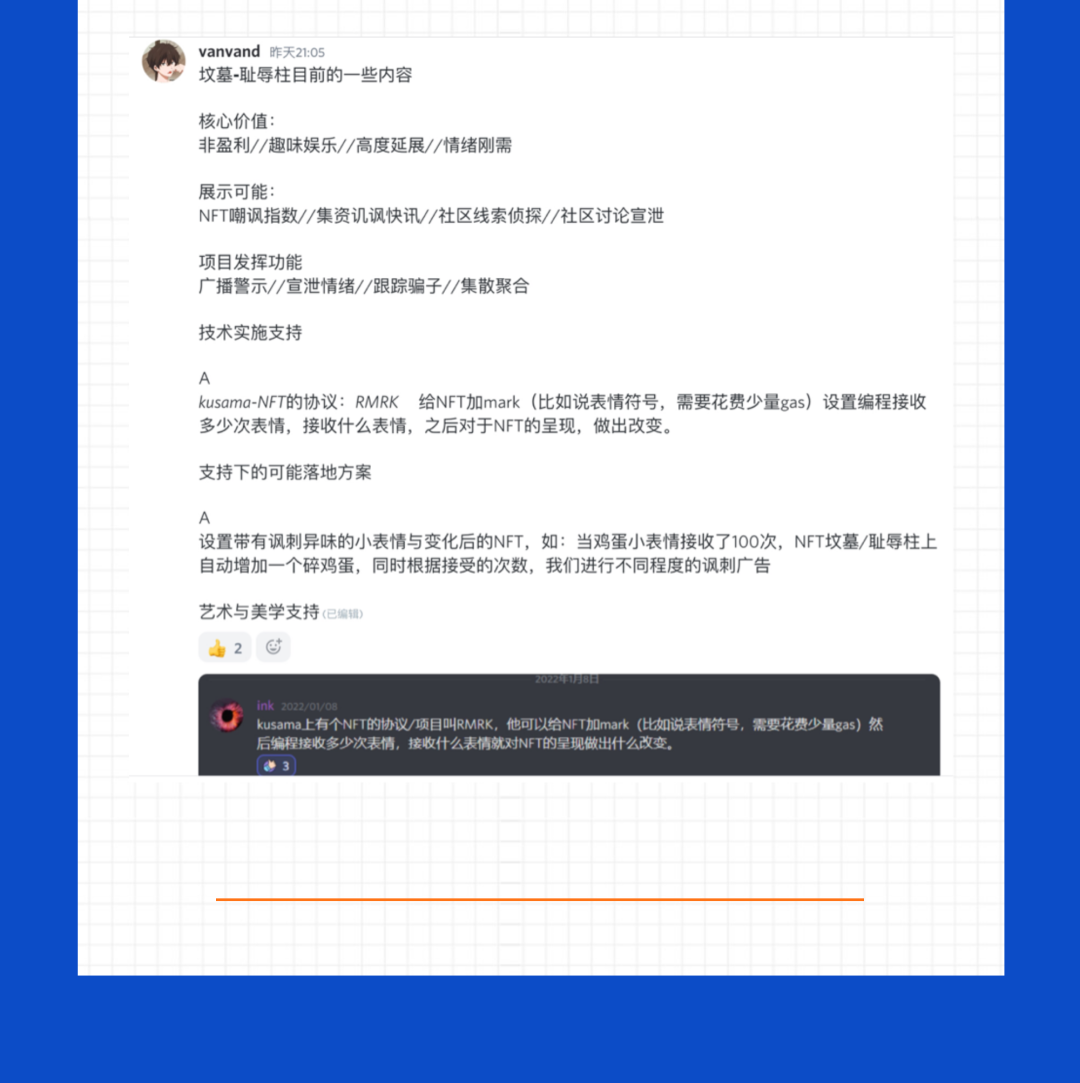 vanvand 昨天21:05
坟墓-耻辱柱目前的一些内容
核心价值：
非盈利//趣味娱乐//高度延展//情绪刚需
展示可能：
NFT嘲讽指数//集资讥讽快讯//社区线索侦探//社区讨论宣泄
项目发挥功能
广播警示//宣泄情绪//跟踪骗子//集散聚合
技术实施支持
A
kusama-NFT的协议：RMRK 给NFT加mark（比如说表情符号，需要花费少量gas）设置编程接收
多少次表情，接收什么表情，之后对于NFT的呈现，做出改变。
支持下的可能落地方案
A
设置带有讽刺异味的小表情与变化后的NFT，如：当鸡蛋小表情接收了100次，NFT坟墓/耻辱柱上
自动增加一个碎鸡蛋，同时根据接受的次数，我们进行不同程度的讽刺广告
艺术与美学支持(已编辑)
2
2022年1月8日
ink 2022/01/08
kusama上有个NFT的协议/项目叫RMRK，他可以给NFT加mark（比如说表情符号，需要花费少量gas）然
后编程接收多少次表情，接收什么表情就对NFT的呈现做出什么改变。
3